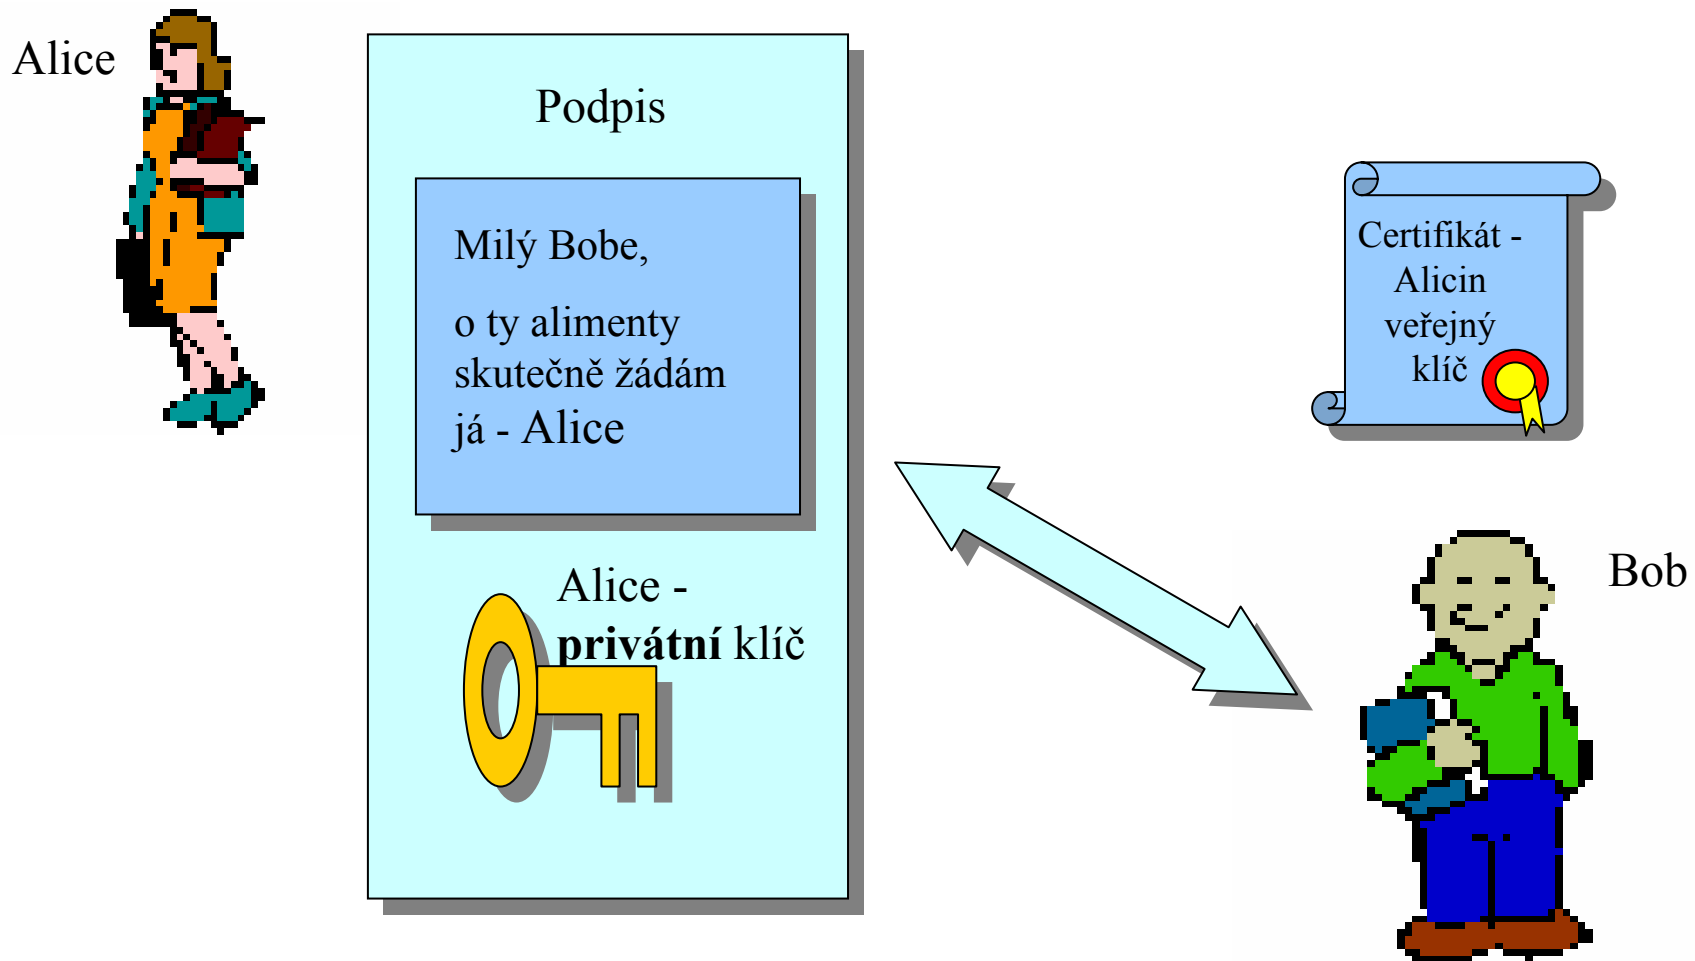 Alice
Podpis
Milý Bobe,
o ty alimenty
skutečně žádám
já - Alice
Alice -
privátní klíč
Certifikát -
Alicin
veřejný
klíč
Bob